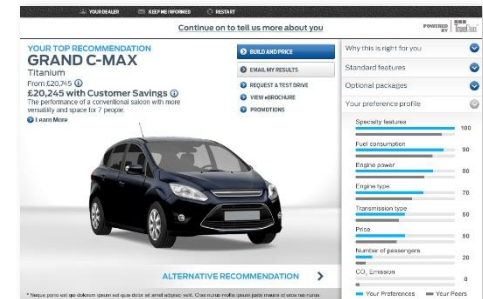 YOUR DEALER KEEP ME INFORMED RESTART
Continue on to tell us more about you
POWERED BY
YOUR TOP RECOMMENDATION
GRAND C-MAX
Titanium
From £20,745
£20,245 with Customer Savings
The performance of a conventional saloon with more
versatility and space for 7 people.
Learn More
BUILD AND PRICE
EMAIL MY RESULTS
REQUEST A TEST DRIVE
VIEW eBROCHURE
PROMOTIONS
ALTERNATIVE RECOMMENDATION
Why this is right for you
Standard features
Optional packages
Your preference profile
Specialty features
100
Fuel consumption
90
Engine power
80
Engine type
70
Transmission type
Price
Number of passengers
20
CO₂ Emission
0
Your Preferences Your Peers